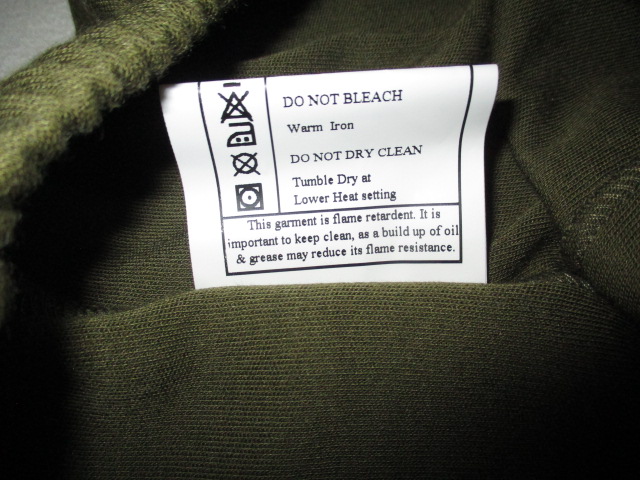 DO NOT BLEACH
Warm Iron
DO NOT DRY CLEAN
Tumble Dry at
Lower Heat setting
This garment is flame retardent. It is
important to keep clean, as a build up of oil
& grease may reduce its flame resistance.